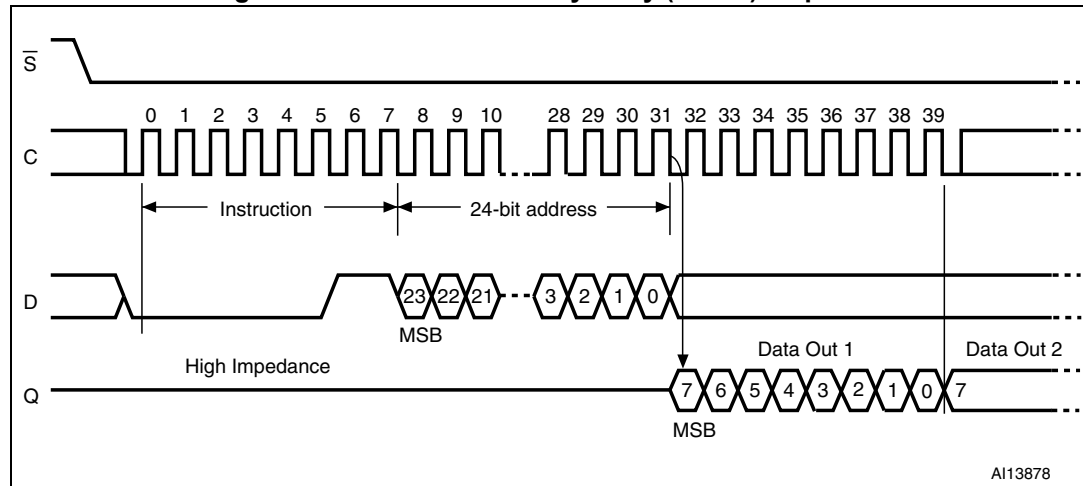 S
0 1 2 3 4 5 6 7 8 9 10 28 29 30 31 32 33 34 35 36 37 38 39
C
Instruction 24-bit address
D
23 22 21 3 2 1 0
MSB
High Impedance
Data Out 1 Data Out 2
Q
7 6 5 4 3 2 1 0 7
MSB
AI13878